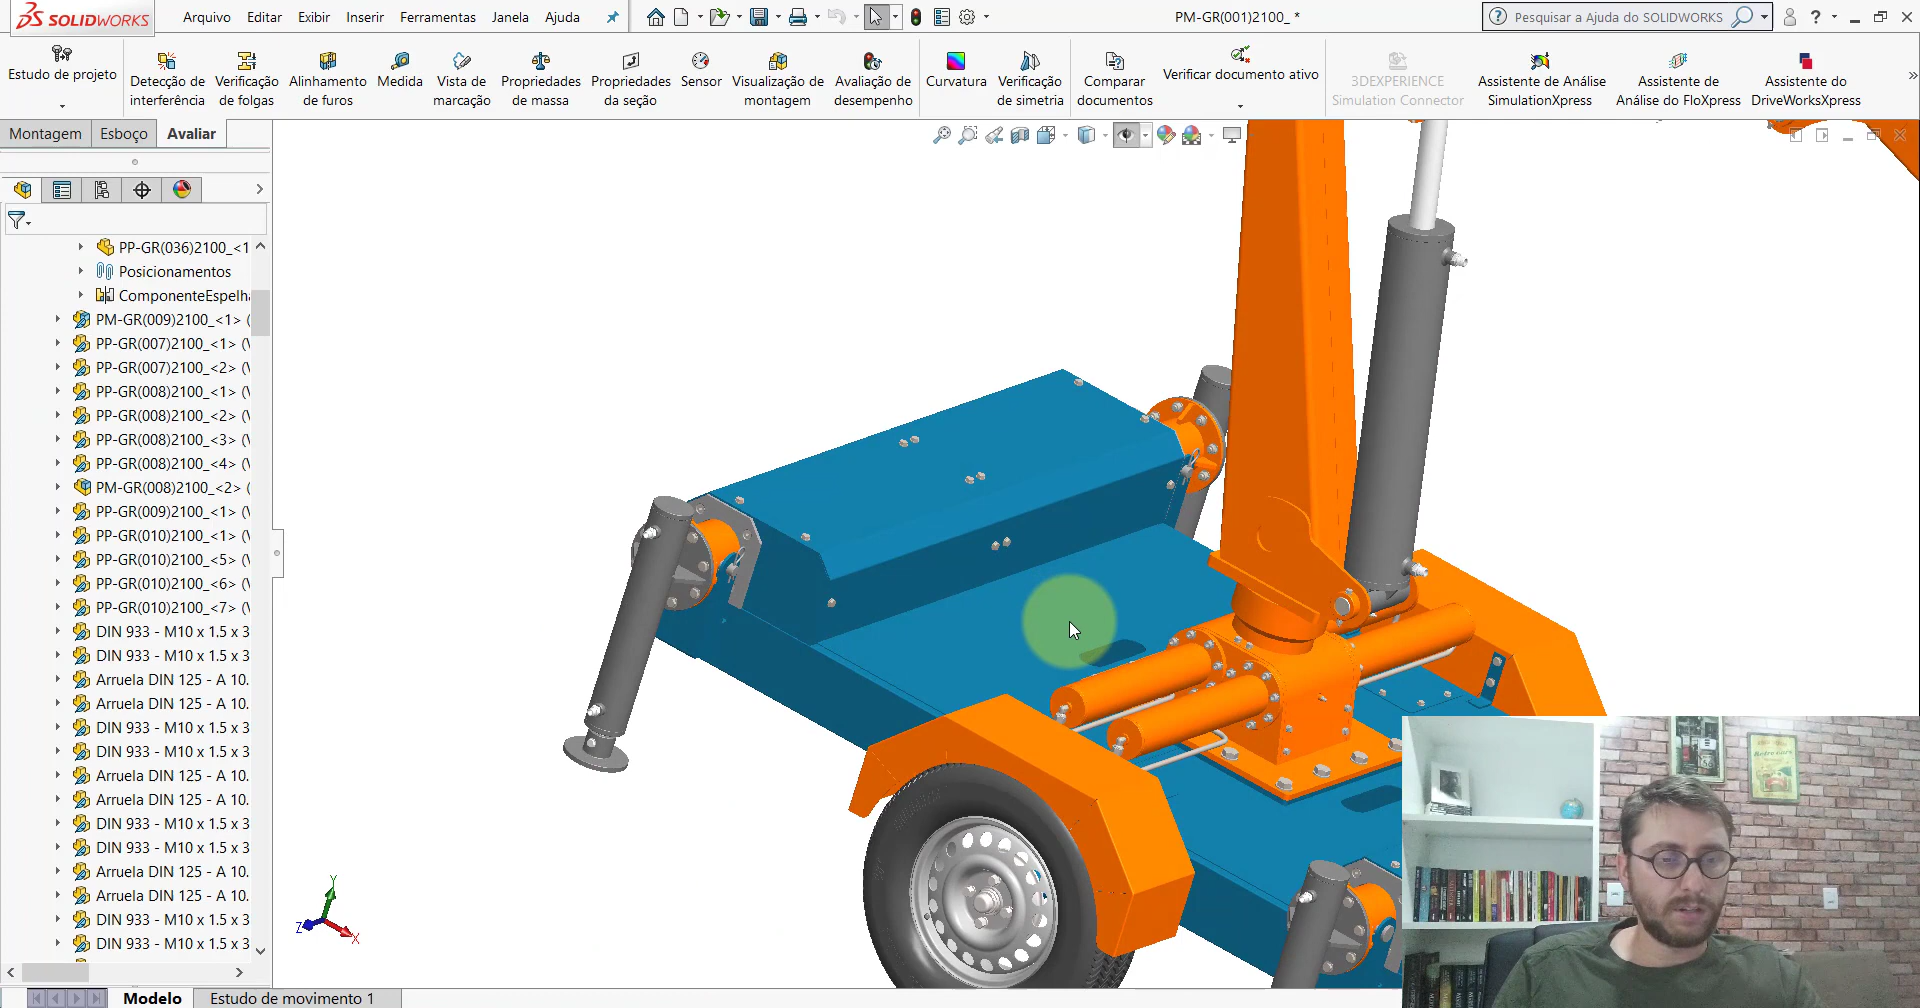 SOLIDWORKS
Arquivo Editar Exibir Inserir Ferramentas Janela Ajuda
PM-GR(001)2100_ *
Pesquisar a Ajuda do SOLIDWORKS
Estudo de projeto
Detecção de interferência
Verificação de folgas
Alinhamento de furos
Medida
Vista de marcação
Propriedades de massa
Propriedades da seção
Sensor
Visualização de montagem
Avaliação de desempenho
Curvatura
Verificação de simetria
Comparar documentos
Verificar documento ativo
3DEXPERIENCE Simulation Connector
Assistente de Análise SimulationXpress
Assistente de Análise do FloXpress
Assistente do DriveWorksXpress
Montagem Esboço Avaliar
PP-GR(036)2100_<1
Posicionamentos
ComponenteEspelh
PM-GR(009)2100_<1> (
PP-GR(007)2100_<1> (V
PP-GR(007)2100_<2> (V
PP-GR(008)2100_<1> (V
PP-GR(008)2100_<2> (V
PP-GR(008)2100_<3> (V
PP-GR(008)2100_<4> (V
PM-GR(008)2100_<2> (
PP-GR(009)2100_<1> (V
PP-GR(010)2100_<1> (V
PP-GR(010)2100_<5> (V
PP-GR(010)2100_<6> (V
PP-GR(010)2100_<7> (V
DIN 933 - M10 x 1.5 x 3
DIN 933 - M10 x 1.5 x 3
Arruela DIN 125 - A 10.
Arruela DIN 125 - A 10.
DIN 933 - M10 x 1.5 x 3
DIN 933 - M10 x 1.5 x 3
Arruela DIN 125 - A 10.
Arruela DIN 125 - A 10.
DIN 933 - M10 x 1.5 x 3
DIN 933 - M10 x 1.5 x 3
Arruela DIN 125 - A 10.
Arruela DIN 125 - A 10.
DIN 933 - M10 x 1.5 x 3
DIN 933 - M10 x 1.5 x 3
Y
Z
X
Modelo Estudo de movimento 1